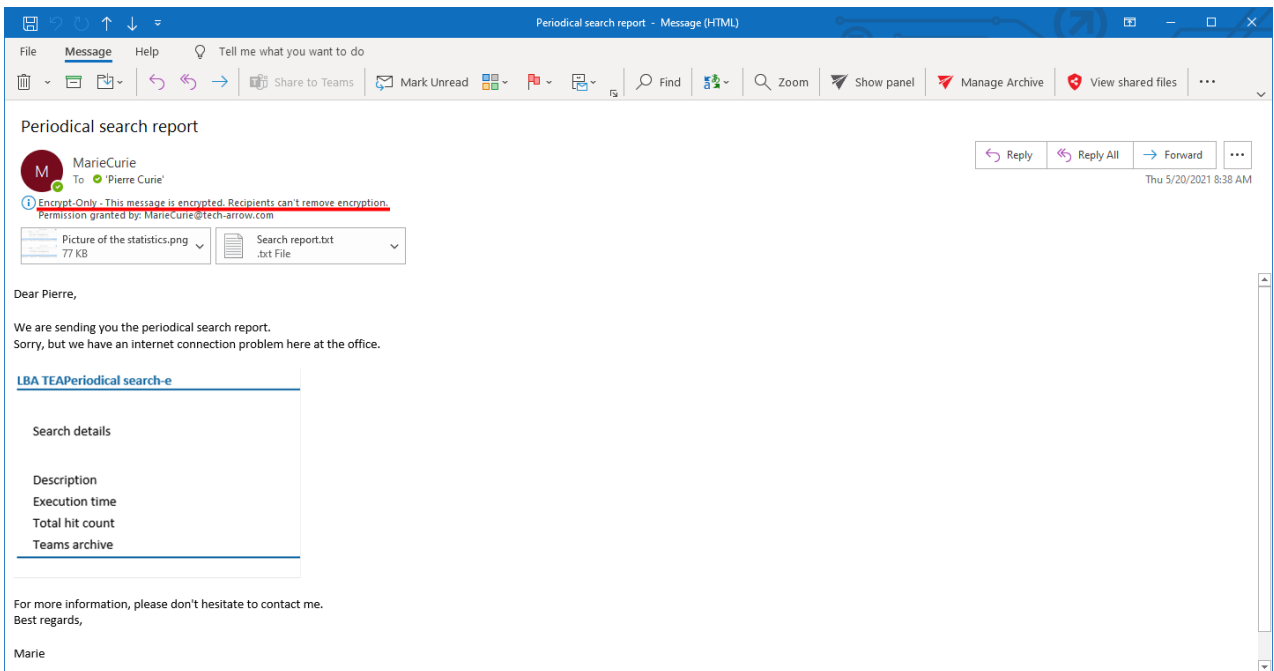 Periodical search report - Message (HTML)
File Message Help Tell me what you want to do
Share to Teams Mark Unread Find Zoom Show panel Manage Archive View shared files
Periodical search report
M
MarieCurie
To 'Pierre Curie'
Reply Reply All Forward
Thu 5/20/2021 8:38 AM
Encrypt-Only - This message is encrypted. Recipients can't remove encryption.
Permission granted by: MarieCurie@tech-arrow.com
Picture of the statistics.png
77 KB
Search report.txt
.txt File
Dear Pierre,
We are sending you the periodical search report.
Sorry, but we have an internet connection problem here at the office.
LBA TEAPeriodical search-e
Search details
Description
Execution time
Total hit count
Teams archive
For more information, please don't hesitate to contact me.
Best regards,
Marie